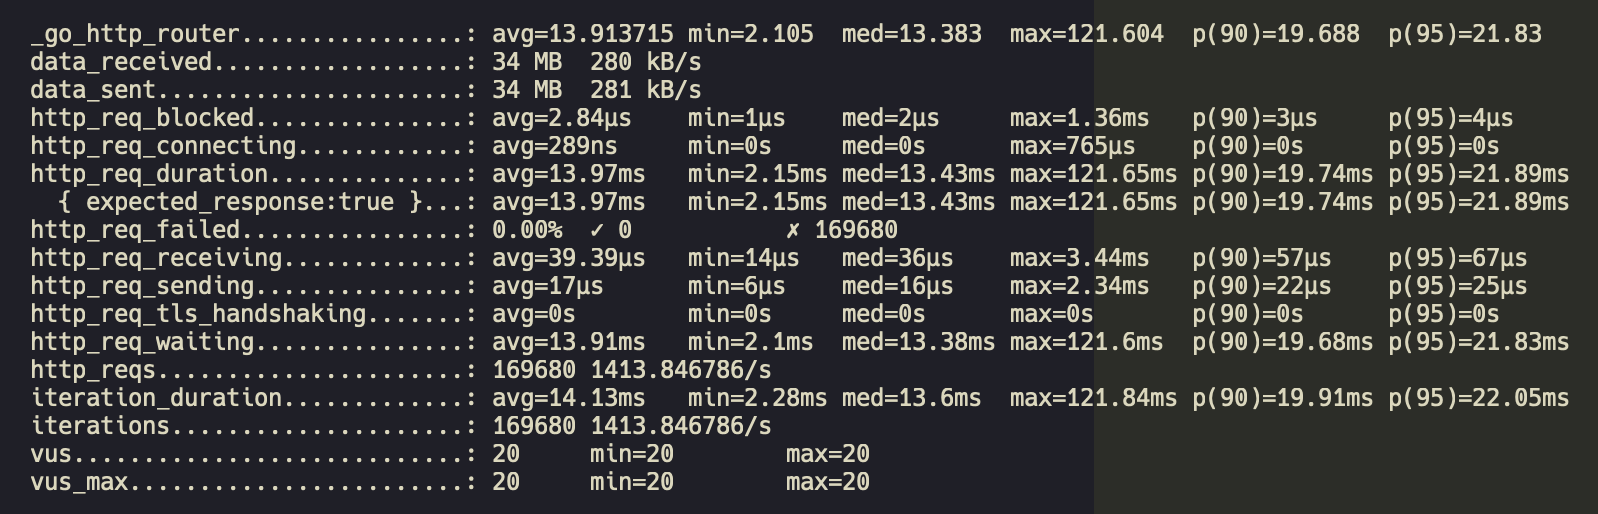 _go_http_router................: avg=13.913715 min=2.105  med=13.383  max=121.604  p(90)=19.688  p(95)=21.83
data_received..................: 34 MB  280 kB/s
data_sent......................: 34 MB  281 kB/s
http_req_blocked...............: avg=2.84µs    min=1µs    med=2µs     max=1.36ms   p(90)=3µs     p(95)=4µs
http_req_connecting............: avg=289ns     min=0s     med=0s      max=765µs    p(90)=0s      p(95)=0s
http_req_duration..............: avg=13.97ms   min=2.15ms med=13.43ms max=121.65ms p(90)=19.74ms p(95)=21.89ms
  { expected_response:true }...: avg=13.97ms   min=2.15ms med=13.43ms max=121.65ms p(90)=19.74ms p(95)=21.89ms
http_req_failed................: 0.00%  ✓ 0           ✗ 169680
http_req_receiving.............: avg=39.39µs   min=14µs   med=36µs    max=3.44ms   p(90)=57µs    p(95)=67µs
http_req_sending...............: avg=17µs      min=6µs    med=16µs    max=2.34ms   p(90)=22µs    p(95)=25µs
http_req_tls_handshaking.......: avg=0s        min=0s     med=0s      max=0s       p(90)=0s      p(95)=0s
http_req_waiting...............: avg=13.91ms   min=2.1ms  med=13.38ms max=121.6ms  p(90)=19.68ms p(95)=21.83ms
http_reqs......................: 169680 1413.846786/s
iteration_duration.............: avg=14.13ms   min=2.28ms med=13.6ms  max=121.84ms p(90)=19.91ms p(95)=22.05ms
iterations.....................: 169680 1413.846786/s
vus............................: 20     min=20        max=20
vus_max........................: 20     min=20        max=20